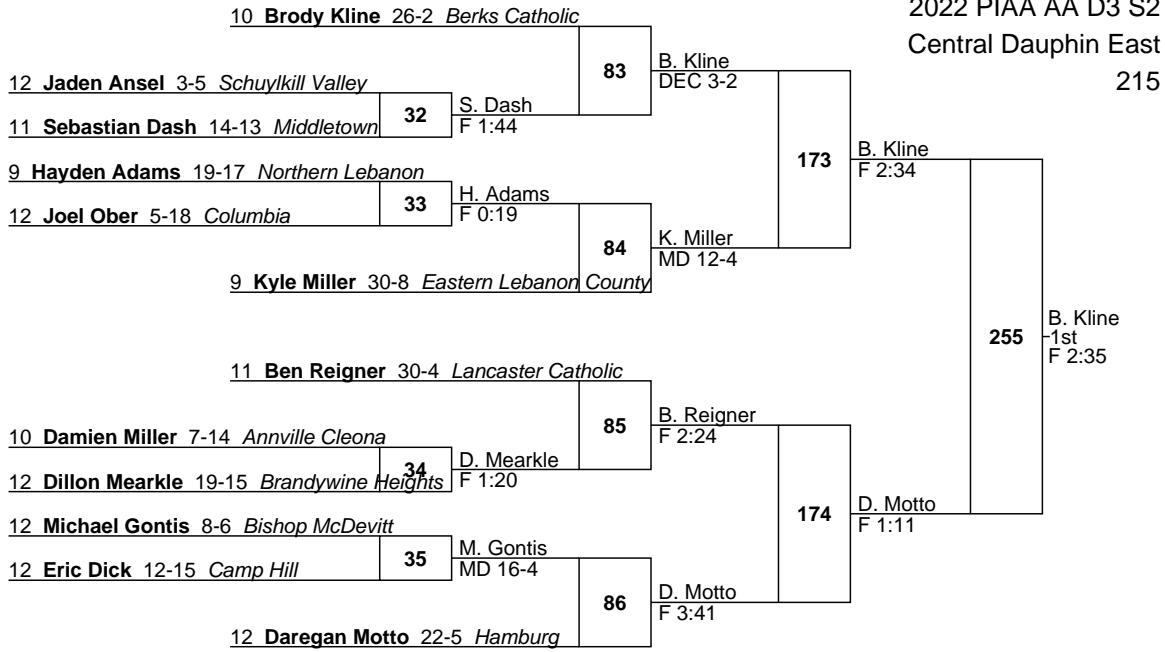 2022 PIAA AA D3 S2
Central Dauphin East
215
10 Brody Kline 26-2 Berks Catholic
83
B. Kline
DEC 3-2
12 Jaden Ansel 3-5 Schuylkill Valley
32
S. Dash
F 1:44
11 Sebastian Dash 14-13 Middletown
173
B. Kline
F 2:34
9 Hayden Adams 19-17 Northern Lebanon
33
H. Adams
F 0:19
12 Joel Ober 5-18 Columbia
84
K. Miller
MD 12-4
9 Kyle Miller 30-8 Eastern Lebanon County
255
B. Kline
1st
F 2:35
11 Ben Reigner 30-4 Lancaster Catholic
85
B. Reigner
F 2:24
10 Damien Miller 7-14 Annville Cleona
34
D. Mearkle
F 1:20
12 Dillon Mearkle 19-15 Brandywine Heights
174
D. Motto
F 1:11
12 Michael Gontis 8-6 Bishop McDevitt
35
M. Gontis
MD 16-4
12 Eric Dick 12-15 Camp Hill
86
D. Motto
F 3:41
12 Daregan Motto 22-5 Hamburg